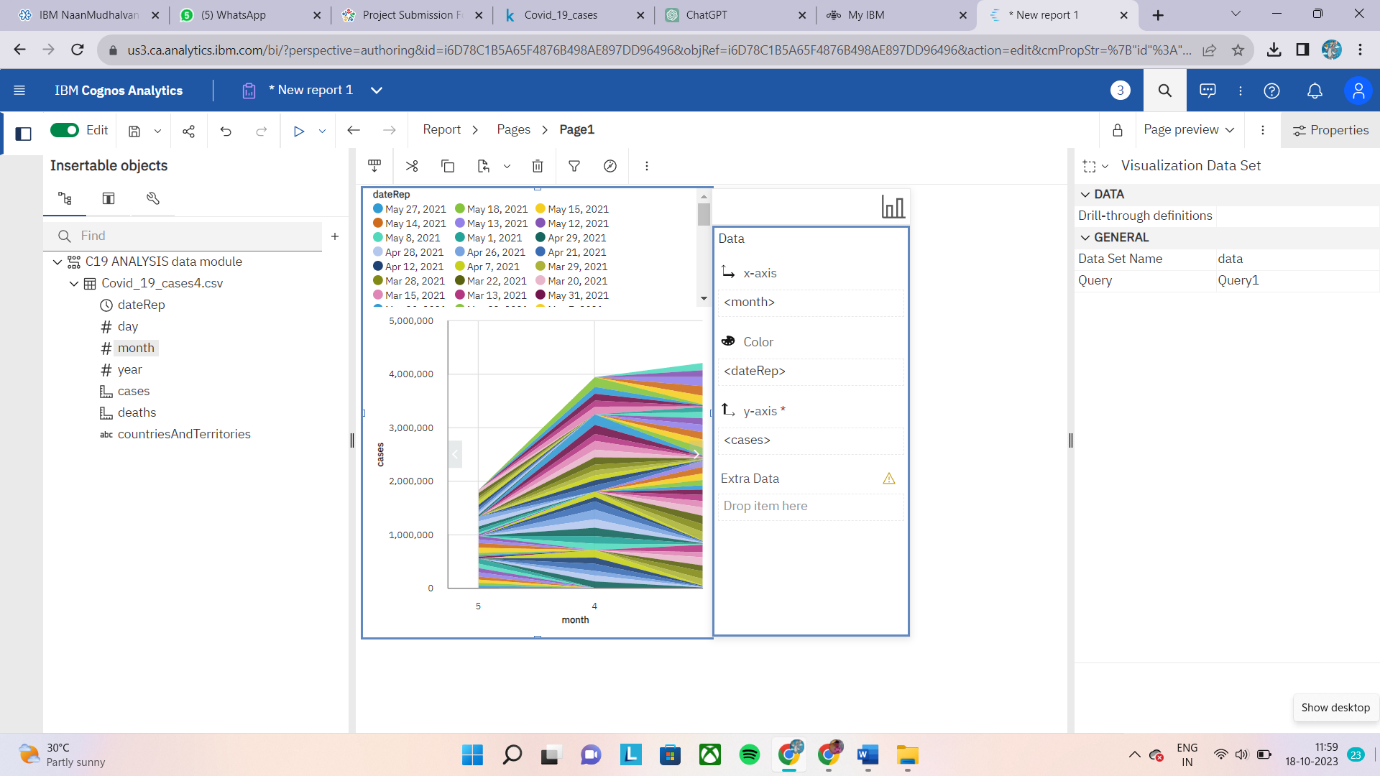 IBM NaanMudhalvan
(5) WhatsApp
Project Submission Fo
Covid_19_cases
ChatGPT
My IBM
* New report 1
us3.ca.analytics.ibm.com/bi/?perspective=authoring&id=i6D78C1B5A65F4876B498AE897DD96496&objRef=i6D78C1B5A65F4876B498AE897DD96496&action=edit&cmPropStr=%7B"id"%3A"...
IBM Cognos Analytics
* New report 1
3
Edit
Report
Pages
Page1
Page preview
Properties
Insertable objects
Find
C19 ANALYSIS data module
Covid_19_cases4.csv
dateRep
# day
# month
# year
cases
deaths
abc countriesAndTerritories
dateRep
May 27, 2021 May 18, 2021 May 15, 2021
May 14, 2021 May 13, 2021 May 12, 2021
May 8, 2021 May 1, 2021 Apr 29, 2021
Apr 28, 2021 Apr 26, 2021 Apr 21, 2021
Apr 12, 2021 Apr 7, 2021 Mar 29, 2021
Mar 28, 2021 Mar 22, 2021 Mar 20, 2021
Mar 15, 2021 Mar 13, 2021 May 31, 2021
5,000,000
4,000,000
3,000,000
2,000,000
1,000,000
0
cases
5 4
month
Data
x-axis
<month>
Color
<dateRep>
y-axis *
<cases>
Extra Data
Drop item here
Visualization Data Set
DATA
Drill-through definitions
GENERAL
Data Set Name data
Query Query1
Show desktop
30°C
Partly sunny
ENG
IN
11:59
18-10-2023
23